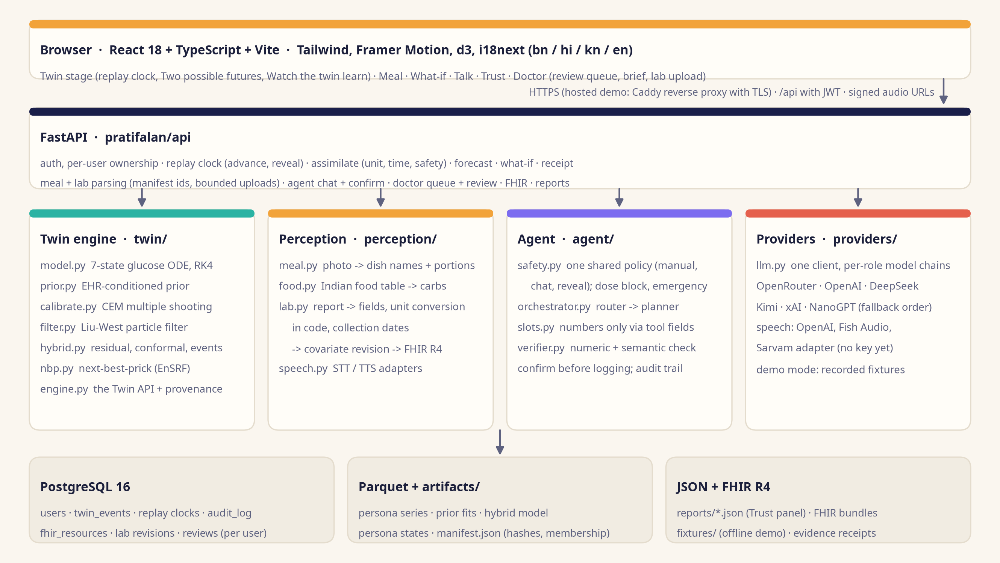 Browser · React 18 + TypeScript + Vite · Tailwind, Framer Motion, d3, i18next (bn / hi / kn / en)
Twin stage (replay clock, Two possible futures, Watch the twin learn) · Meal · What-if · Talk · Trust · Doctor (review queue, brief, lab upload)
HTTPS (hosted demo: Caddy reverse proxy with TLS) · /api with JWT · signed audio URLs
FastAPI · pratifalan/api
auth, per-user ownership · replay clock (advance, reveal) · assimilate (unit, time, safety) · forecast · what-if · receipt
meal + lab parsing (manifest ids, bounded uploads) · agent chat + confirm · doctor queue + review · FHIR · reports
Twin engine · twin/
model.py 7-state glucose ODE, RK4
prior.py EHR-conditioned prior
calibrate.py CEM multiple shooting
filter.py Liu-West particle filter
hybrid.py residual, conformal, events
nbp.py next-best-prick (EnSRF)
engine.py the Twin API + provenance
Perception · perception/
meal.py photo -> dish names + portions
food.py Indian food table -> carbs
lab.py report -> fields, unit conversion
in code, collection dates
-> covariate revision -> FHIR R4
speech.py STT / TTS adapters
Agent · agent/
safety.py one shared policy (manual,
chat, reveal); dose block, emergency
orchestrator.py router -> planner
slots.py numbers only via tool fields
verifier.py numeric + semantic check
confirm before logging; audit trail
Providers · providers/
llm.py one client, per-role model chains
OpenRouter · OpenAI · DeepSeek
Kimi · xAI · NanoGPT (fallback order)
speech: OpenAI, Fish Audio,
Sarvam adapter (no key yet)
demo mode: recorded fixtures
PostgreSQL 16
users · twin_events · replay clocks · audit_log
fhir_resources · lab revisions · reviews (per user)
Parquet + artifacts/
persona series · prior fits · hybrid model
persona states · manifest.json (hashes, membership)
JSON + FHIR R4
reports/*.json (Trust panel) · FHIR bundles
fixtures/ (offline demo) · evidence receipts